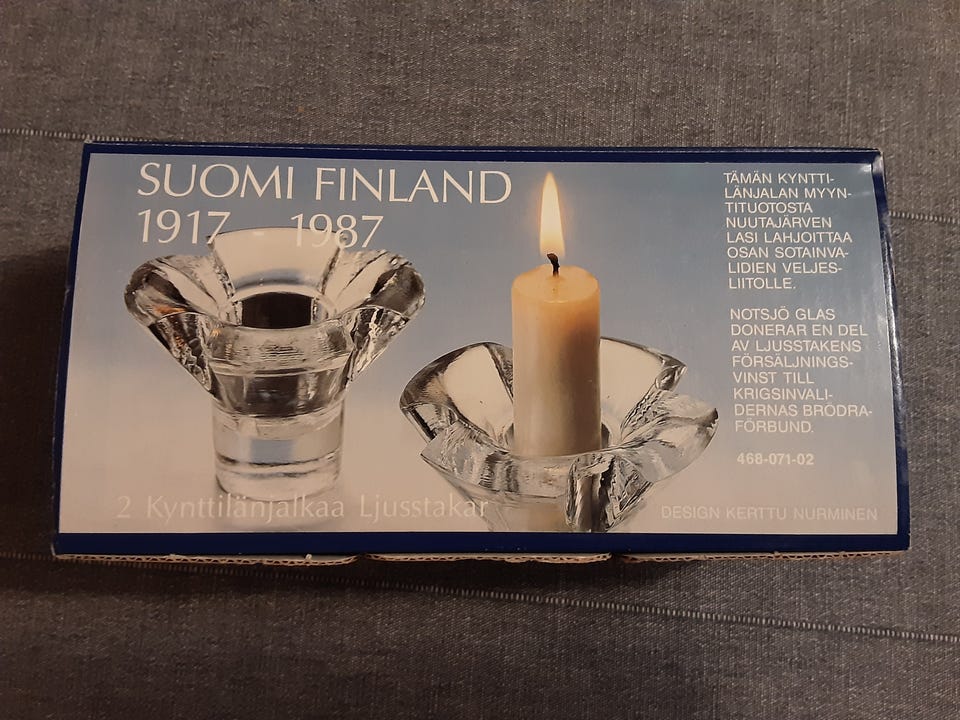 SUOMI FINLAND
1917 - 1987
TÄMÄN KYNTTI-
LÄNJALAN MYYN-
TITUOTOSTA
NUUTAJÄRVEN
LASI LAHJOITTAA
OSAN SOTAINVA-
LIDIEN VELJES-
LIITOLLE.
NOTSJÖ GLAS
DONERAR EN DEL
AV LJUSSTAKENS
FÖRSÄLJNINGS-
VINST TILL
KRIGSINVALI-
DERNAS BRÖDRA-
FÖRBUND.
468-071-02
2 Kynttilänjalkaa Ljusstakar
DESIGN KERTTU NURMINEN